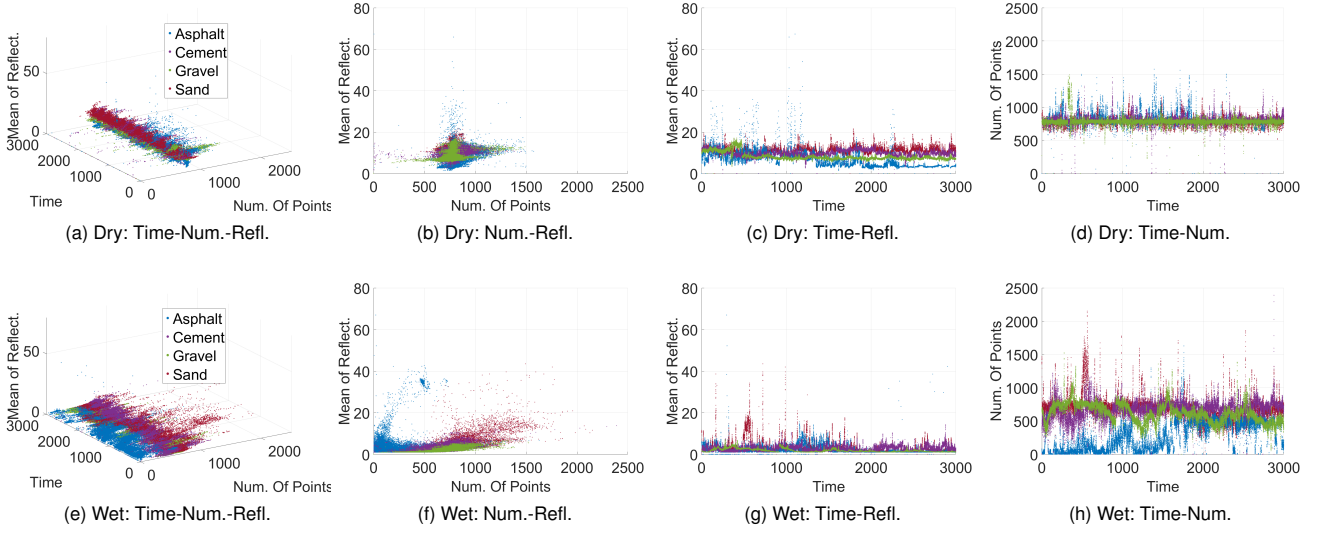 Mean of Reflect.
50
0
3000
2000
1000
0
Time
0
1000
2000
Num. Of Points
Asphalt
Cement
Gravel
Sand
(a) Dry: Time-Num.-Refl.
Mean of Reflect.
80
60
40
20
0
0 500 1000 1500 2000 2500
Num. Of Points
(b) Dry: Num.-Refl.
Mean of Reflect.
80
60
40
20
0
0 1000 2000 3000
Time
(c) Dry: Time-Refl.
Num. Of Points
2500
2000
1500
1000
500
0
0 1000 2000 3000
Time
(d) Dry: Time-Num.
Mean of Reflect.
50
0
3000
2000
1000
0
Time
0
1000
2000
Num. Of Points
Asphalt
Cement
Gravel
Sand
(e) Wet: Time-Num.-Refl.
Mean of Reflect.
80
60
40
20
0
0 500 1000 1500 2000 2500
Num. Of Points
(f) Wet: Num.-Refl.
Mean of Reflect.
80
60
40
20
0
0 1000 2000 3000
Time
(g) Wet: Time-Refl.
Num. Of Points
2500
2000
1500
1000
500
0
0 1000 2000 3000
Time
(h) Wet: Time-Num.